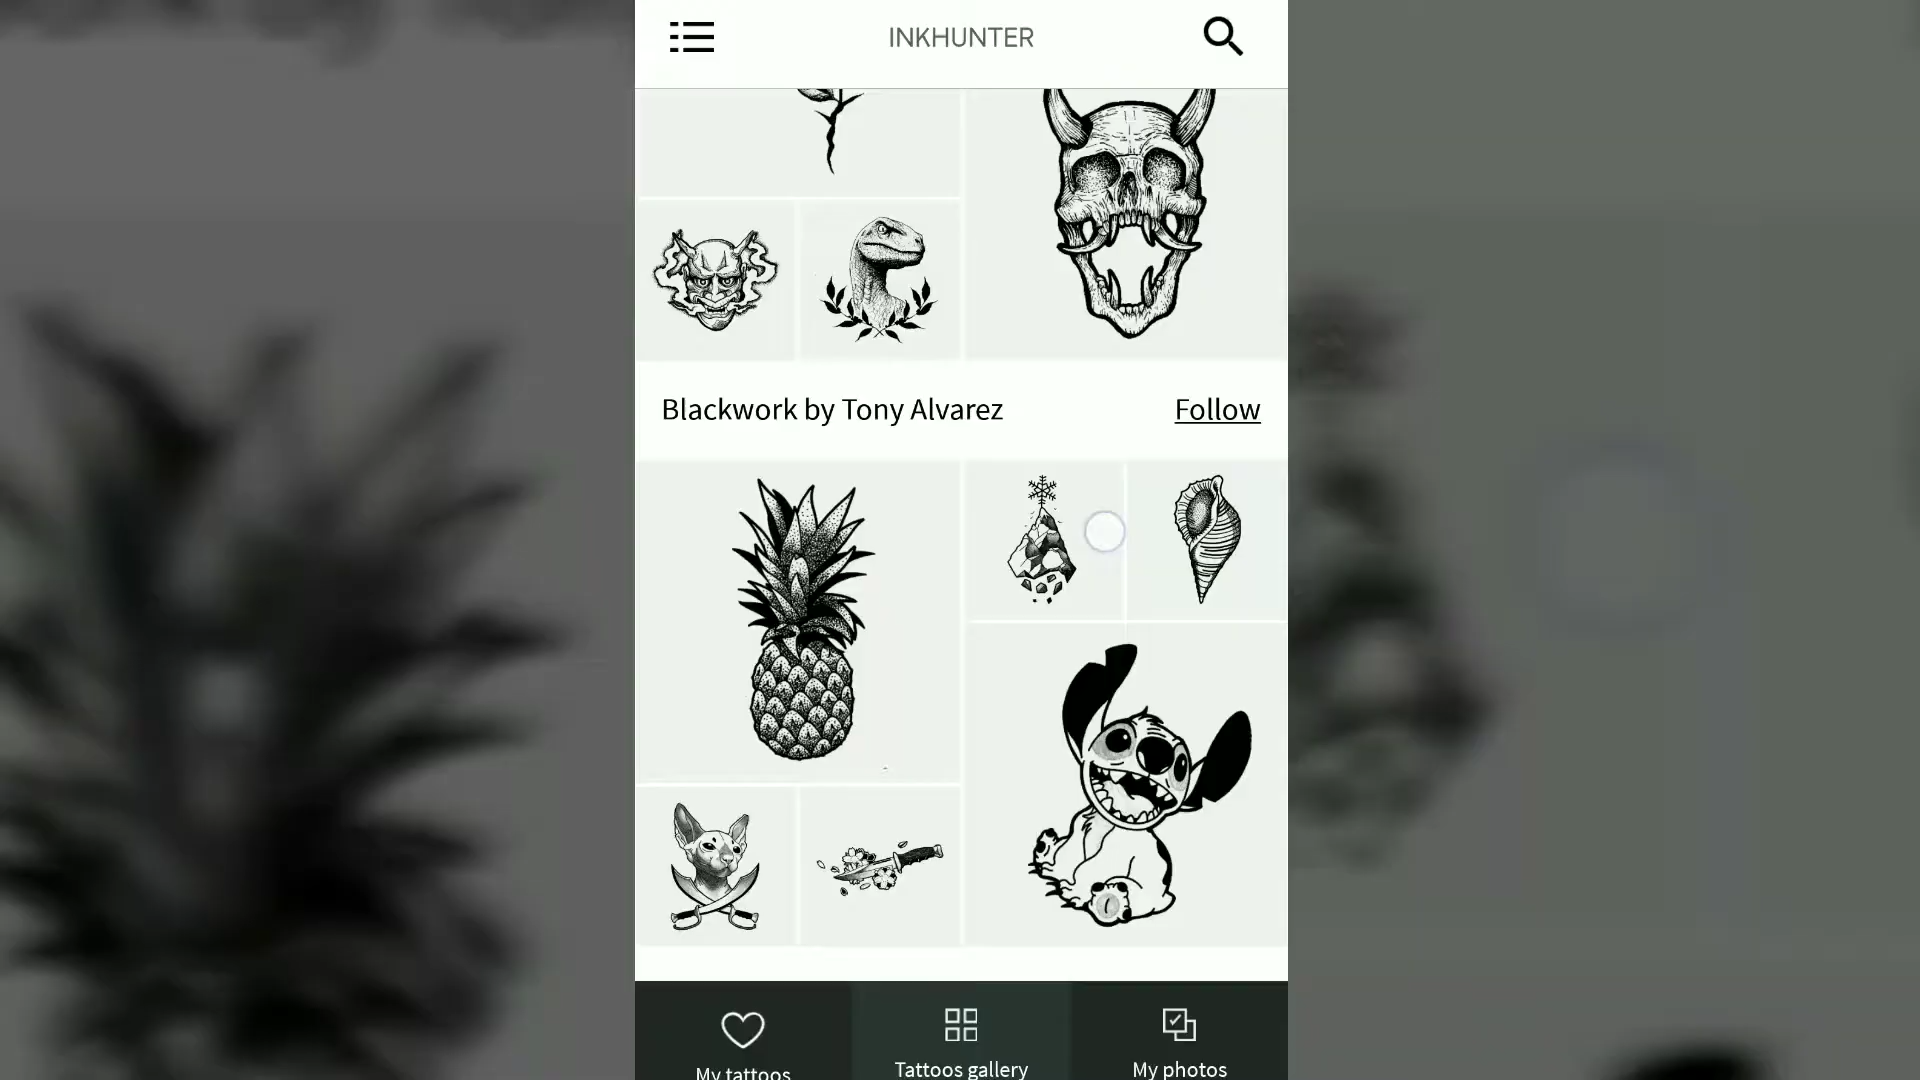 INKHUNTER
Blackwork by Tony Alvarez
Follow
My tattoos
Tattoos gallery
My photos